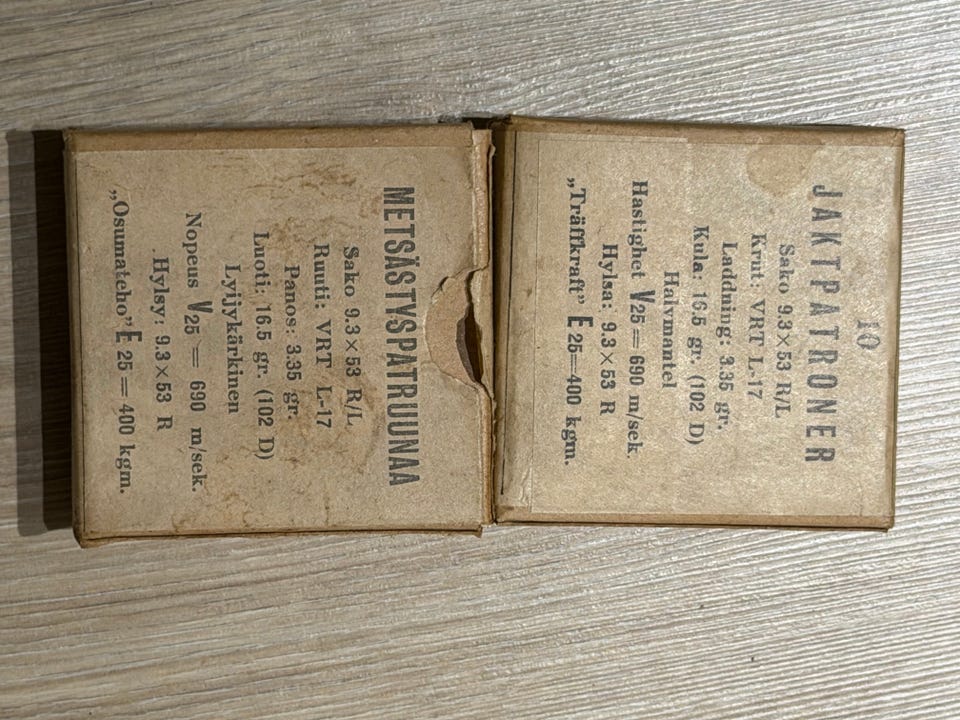 10
JAKTPATRONER
Sako 9.3×53 R/L
Krut: VRT L-17
Laddning: 3.35 gr.
Kula: 16.5 gr. (102 D)
Halvmantel
Hastighet V25 = 690 m/sek
Hylsa: 9.3×53 R
„Träffkraft” E 25=400 kgm.
METSÄSTYSPATRUUNAA
Sako 9.3×53 R/L
Ruuti: VRT L-17
Panos: 3.35 gr.
Luoti: 16.5 gr. (102 D)
Lyijykärkinen
Nopeus V25 = 690 m/sek.
Hylsy: 9.3×53 R
„Osumateho” E 25 = 400 kgm.